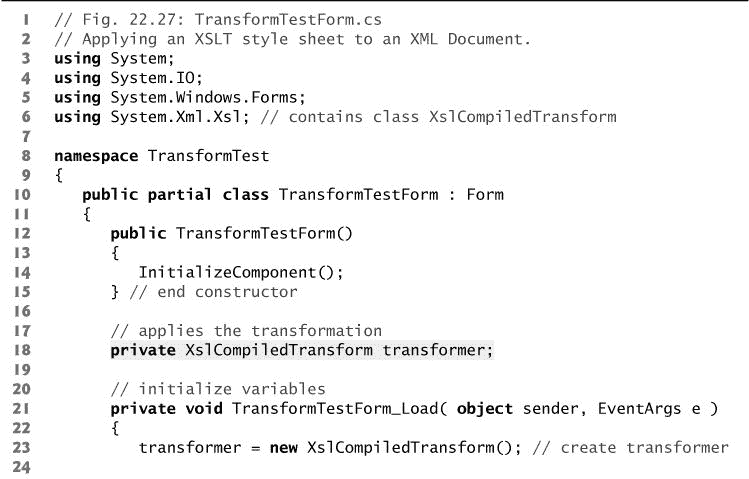 1 // Fig. 22.27: TransformTestForm.cs
2 // Applying an XSLT style sheet to an XML Document.
3 using System;
4 using System.IO;
5 using System.Windows.Forms;
6 using System.Xml.Xsl; // contains class XslCompiledTransform
7
8 namespace TransformTest
9 {
10 public partial class TransformTestForm : Form
11 {
12 public TransformTestForm()
13 {
14 InitializeComponent();
15 } // end constructor
16
17 // applies the transformation
18 private XslCompiledTransform transformer;
19
20 // initialize variables
21 private void TransformTestForm_Load( object sender, EventArgs e )
22 {
23 transformer = new XslCompiledTransform(); // create transformer
24